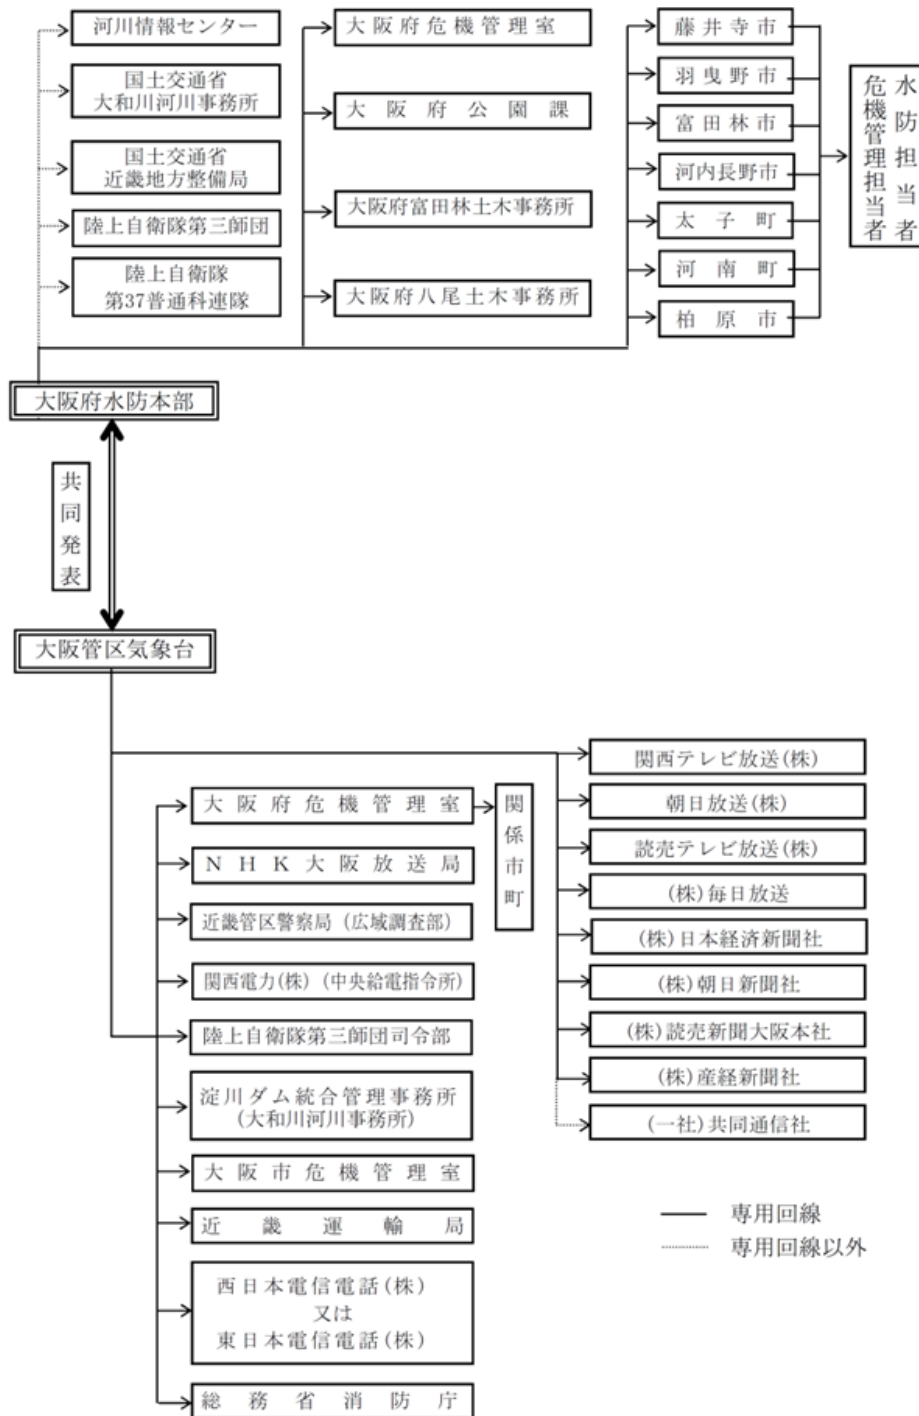 河川情報センター
国土交通省
大和川河川事務所
国土交通省
近畿地方整備局
陸上自衛隊第三師団
陸上自衛隊
第37普通科連隊
大阪府危機管理室
大阪府公園課
大阪府富田林土木事務所
大阪府八尾土木事務所
藤井寺市
羽曳野市
富田林市
河内長野市
太子町
河南町
柏原市
水防担当者
危機管理担当者
大阪府水防本部
共同発表
大阪管区気象台
大阪府危機管理室
関係市町
NHK大阪放送局
近畿管区警察局(広域調査部)
関西電力(株)(中央給電指令所)
陸上自衛隊第三師団司令部
淀川ダム統合管理事務所
(大和川河川事務所)
大阪市危機管理室
近畿運輸局
西日本電信電話(株)
又は
東日本電信電話(株)
総務省消防庁
関西テレビ放送(株)
朝日放送(株)
読売テレビ放送(株)
(株)毎日放送
(株)日本経済新聞社
(株)朝日新聞社
(株)読売新聞大阪本社
(株)産経新聞社
(一社)共同通信社
専用回線
専用回線以外